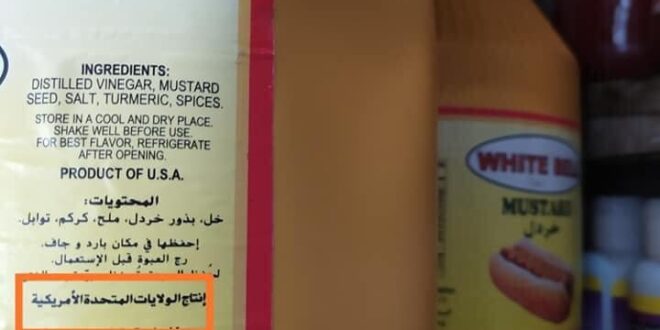 INGREDIENTS:
DISTILLED VINEGAR, MUSTARD
SEED, SALT, TURMERIC, SPICES.
STORE IN A COOL AND DRY PLACE.
SHAKE WELL BEFORE USE.
FOR BEST FLAVOR, REFRIGERATE
AFTER OPENING.
PRODUCT OF U.S.A.
المحتويات:
خل، بذور خردل، ملح، كركم، توابل.
إحفظها في مكان بارد و جاف.
رج العبوة قبل الإستعمال.
إنتاج الولايات المتحدة الأمريكية
WHITE
MUSTARD
خردل